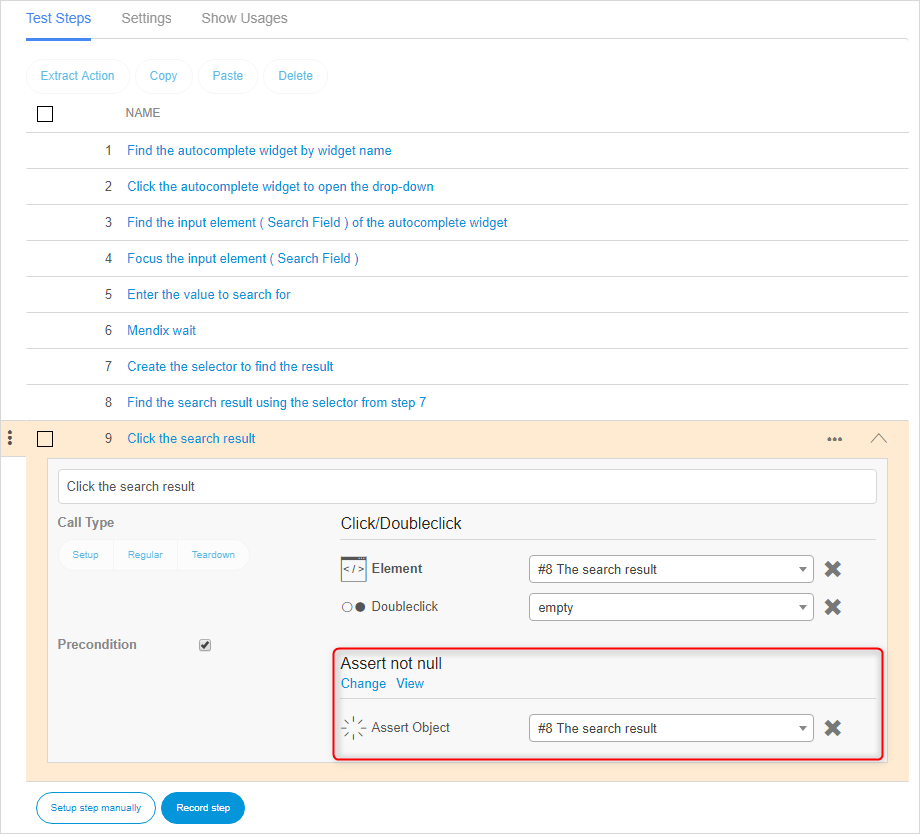 Test Steps Settings Show Usages
Extract Action Copy Paste Delete
NAME
1 Find the autocomplete widget by widget name
2 Click the autocomplete widget to open the drop-down
3 Find the input element ( Search Field ) of the autocomplete widget
4 Focus the input element ( Search Field )
5 Enter the value to search for
6 Mendix wait
7 Create the selector to find the result
8 Find the search result using the selector from step 7
9 Click the search result
Click the search result
Call Type Click/Doubleclick
Setup Regular Teardown
</> Element #8 The search result
Doubleclick empty
Precondition
Assert not null
Change View
Assert Object #8 The search result
Setup step manually Record step